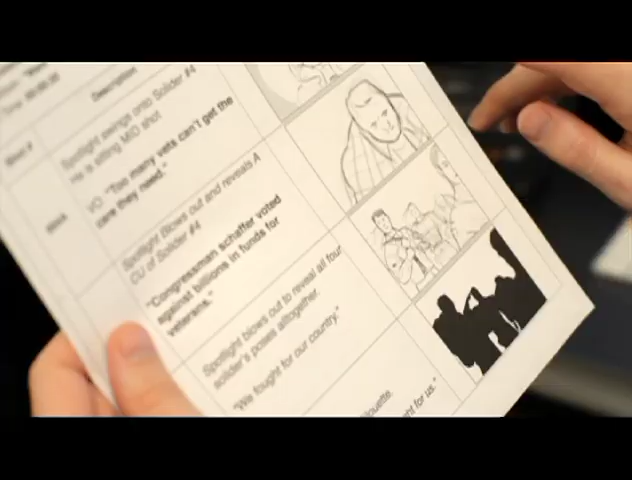 Description
Spotlight swings onto Solider #4
he is sitting MID shot
VO "Too many vets can't get the
care they need."
Spotlight Blows out and reveals A
CU of Solider #4
"Congressman schaffer voted
against billions in funds for
veterans."
Spotlight blows out to reveal all four
solider's poses altogether.
"We fought for our country."